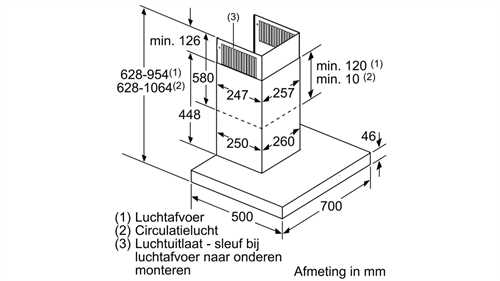 (3)
min. 126
628-954(1)
628-1064(2)
580
448
247
257
250
260
min. 120 (1)
min. 10 (2)
46
500
700
(1) Luchtafvoer
(2) Circulatielucht
(3) Luchtuitlaat - sleuf bij
luchtafvoer naar onderen
monteren
Afmeting in mm